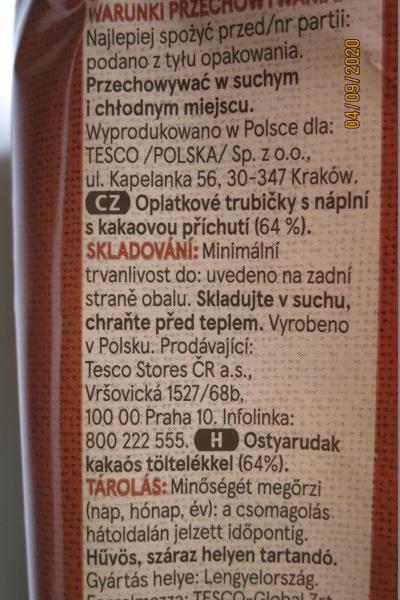 WARUNKI PRZECHOWYWANIA:
Najlepiej spożyć przed/nr partii:
podano z tyłu opakowania.
Przechowywać w suchym
i chłodnym miejscu.
Wyprodukowano w Polsce dla:
TESCO /POLSKA/ Sp. z o.o.,
ul. Kapelanka 56, 30-347 Kraków.
CZ Oplatkové trubičky s náplní
s kakaovou příchutí (64 %).
SKLADOVÁNÍ: Minimální
trvanlivost do: uvedeno na zadní
straně obalu. Skladujte v suchu,
chraňte před teplem. Vyrobeno
v Polsku. Prodávající:
Tesco Stores ČR a.s.,
Vršovická 1527/68b,
100 00 Praha 10. Infolinka:
800 222 555. H Ostyarudak
kakaós töltelékkel (64%).
TÁROLÁS: Minőségét megőrzi
(nap, hónap, év): a csomagolás
hátoldalán jelzett időpontig.
Hűvös, száraz helyen tartandó.
Gyártás helye: Lengyelország.
Forgalmazza: TESCO-Global Zrt.
04/09/2020